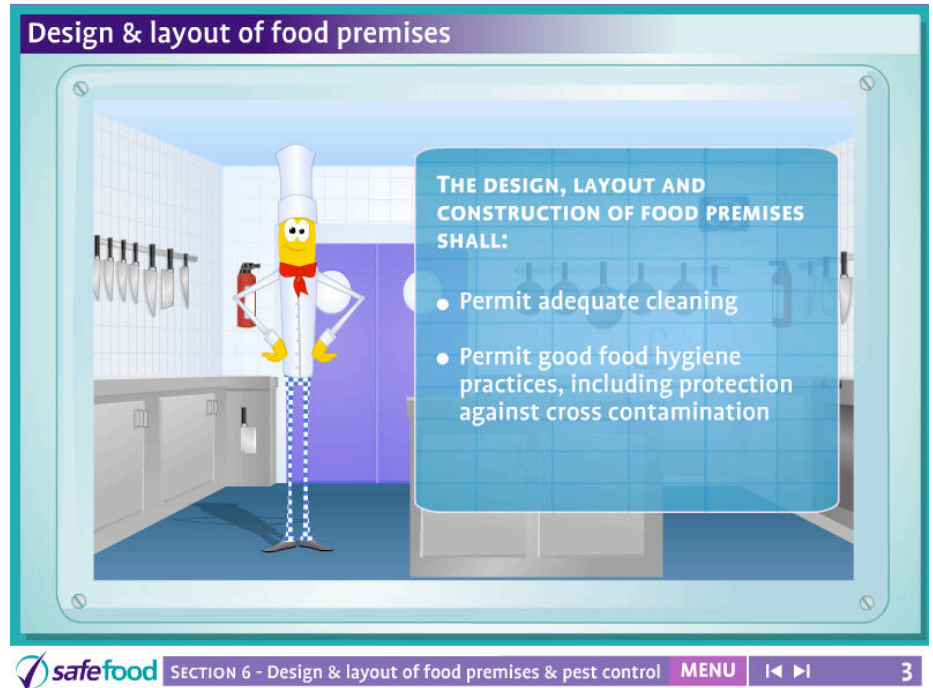 Design & layout of food premises
THE DESIGN, LAYOUT AND
CONSTRUCTION OF FOOD PREMISES
SHALL:
• Permit adequate cleaning
• Permit good food hygiene
practices, including protection
against cross contamination
safefood SECTION 6 - Design & layout of food premises & pest control MENU 3